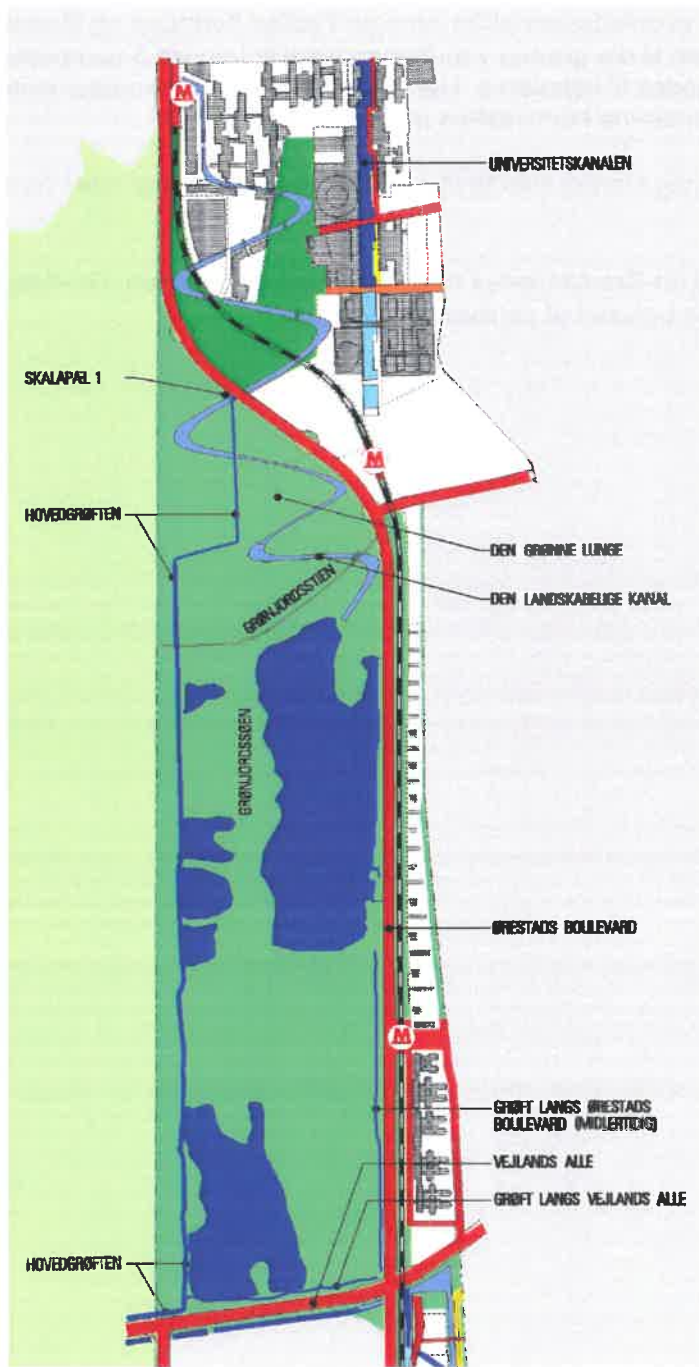 M
UNIVERSITETSKANALEN
SKALAPÆL 1
M
HOVEDGRØFTEN
DEN GRØNNE LUNGE
DEN LANDSKABELIGE KANAL
GRØNJORDSSTIEN
GRØNJORDSSØEN
ØRESTADS BOULEVARD
M
GRØFT LANGS ØRESTADS
BOULEVARD (MIDLERTIDIG)
VEJLANDS ALLE
GRØFT LANGS VEJLANDS ALLE
HOVEDGRØFTEN